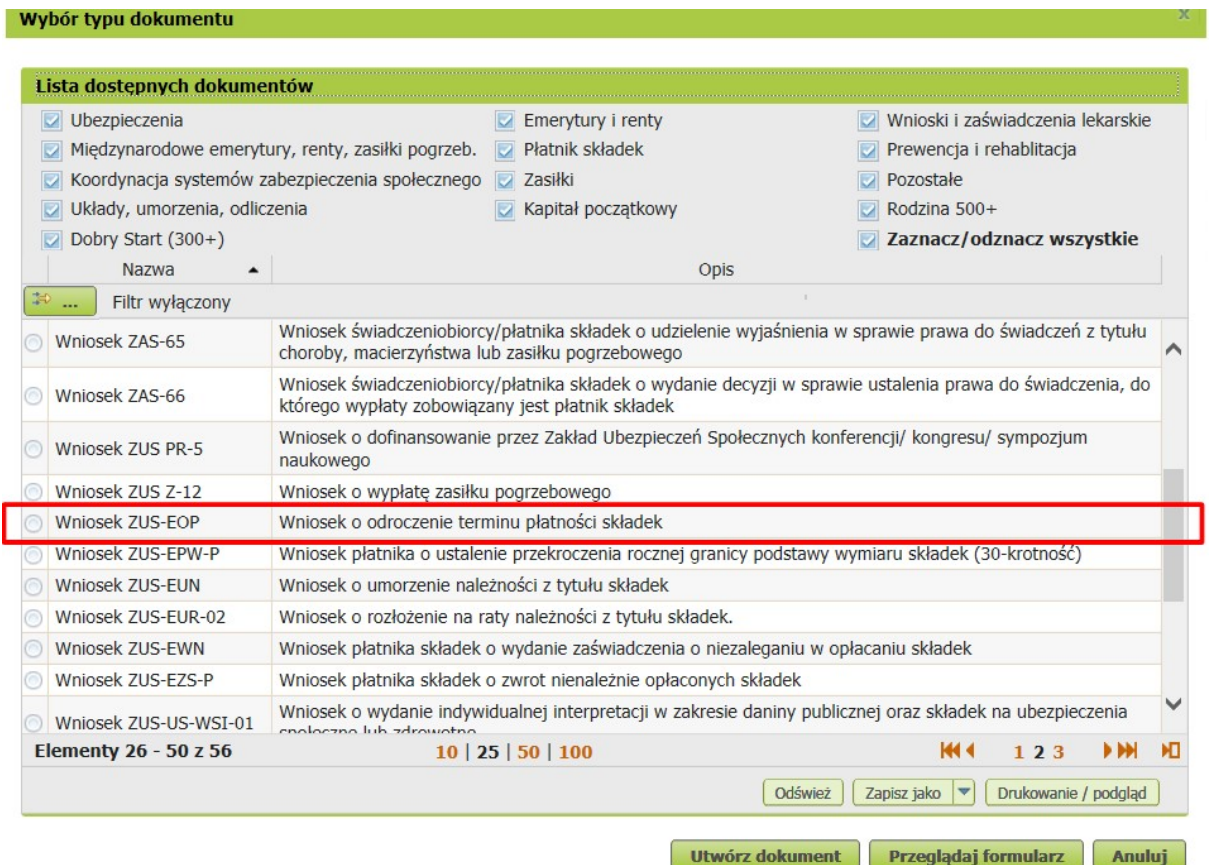 Wybór typu dokumentu
x
Lista dostępnych dokumentów
Ubezpieczenia
Emerytury i renty
Wnioski i zaświadczenia lekarskie
Międzynarodowe emerytury, renty, zasiłki pogrzeb.
Płatnik składek
Prewencja i rehablitacja
Koordynacja systemów zabezpieczenia społecznego
Zasiłki
Pozostałe
Układy, umorzenia, odliczenia
Kapitał początkowy
Rodzina 500+
Dobry Start (300+)
Zaznacz/odznacz wszystkie
Nazwa
Opis
...
Filtr wyłączony
Wniosek ZAS-65
Wniosek świadczeniobiorcy/płatnika składek o udzielenie wyjaśnienia w sprawie prawa do świadczeń z tytułu
choroby, macierzyństwa lub zasiłku pogrzebowego
Wniosek ZAS-66
Wniosek świadczeniobiorcy/płatnika składek o wydanie decyzji w sprawie ustalenia prawa do świadczenia, do
którego wypłaty zobowiązany jest płatnik składek
Wniosek ZUS PR-5
Wniosek o dofinansowanie przez Zakład Ubezpieczeń Społecznych konferencji/ kongresu/ sympozjum
naukowego
Wniosek ZUS Z-12
Wniosek o wypłatę zasiłku pogrzebowego
Wniosek ZUS-EOP
Wniosek o odroczenie terminu płatności składek
Wniosek ZUS-EPW-P
Wniosek płatnika o ustalenie przekroczenia rocznej granicy podstawy wymiaru składek (30-krotność)
Wniosek ZUS-EUN
Wniosek o umorzenie należności z tytułu składek
Wniosek ZUS-EUR-02
Wniosek o rozłożenie na raty należności z tytułu składek.
Wniosek ZUS-EWN
Wniosek płatnika składek o wydanie zaświadczenia o niezaleganiu w opłacaniu składek
Wniosek ZUS-EZS-P
Wniosek płatnika składek o zwrot nienależnie opłaconych składek
Wniosek ZUS-US-WSI-01
Wniosek o wydanie indywidualnej interpretacji w zakresie daniny publicznej oraz składek na ubezpieczenia
społeczne lub zdrowotne
Elementy 26 - 50 z 56
10 | 25 | 50 | 100
1 2 3
Odśwież
Zapisz jako
Drukowanie / podgląd
Utwórz dokument
Przeglądaj formularz
Anuluj